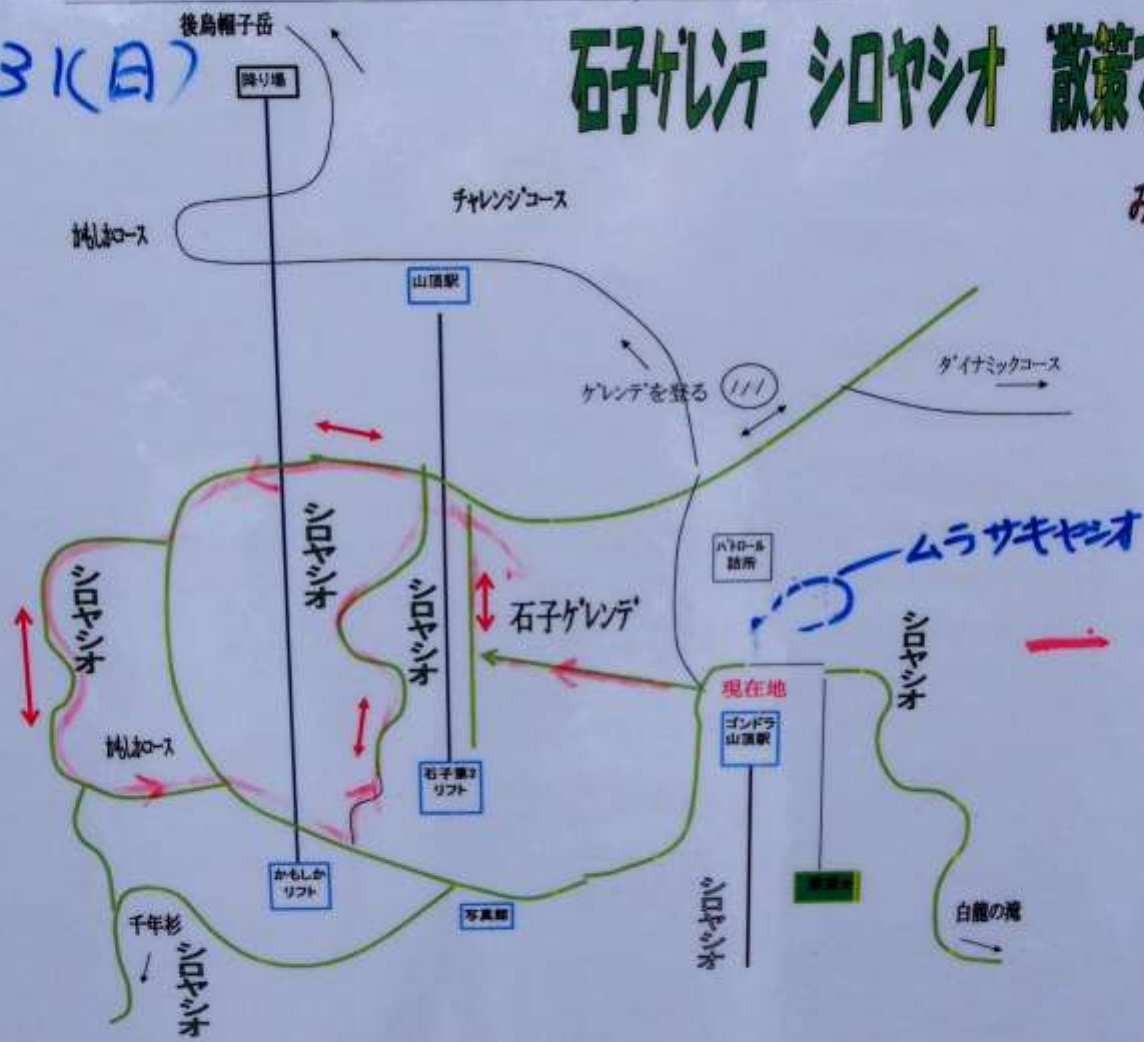 後烏帽子岳
31(日)
降り場
石子ゲレンデ シロヤシオ 散策
チャレンジコース
かもしかコース
山頂駅
ダイナミックコース
ゲレンデを登る
パトロール
詰所
ムラサキヤシオ
シロヤシオ
シロヤシオ
シロヤシオ
シロヤシオ
石子ゲレンデ
現在地
ゴンドラ
山頂駅
かもしかコース
石子第2
リフト
かもしか
リフト
写真館
シロヤシオ
白龍の滝
千年杉
シロヤシオ